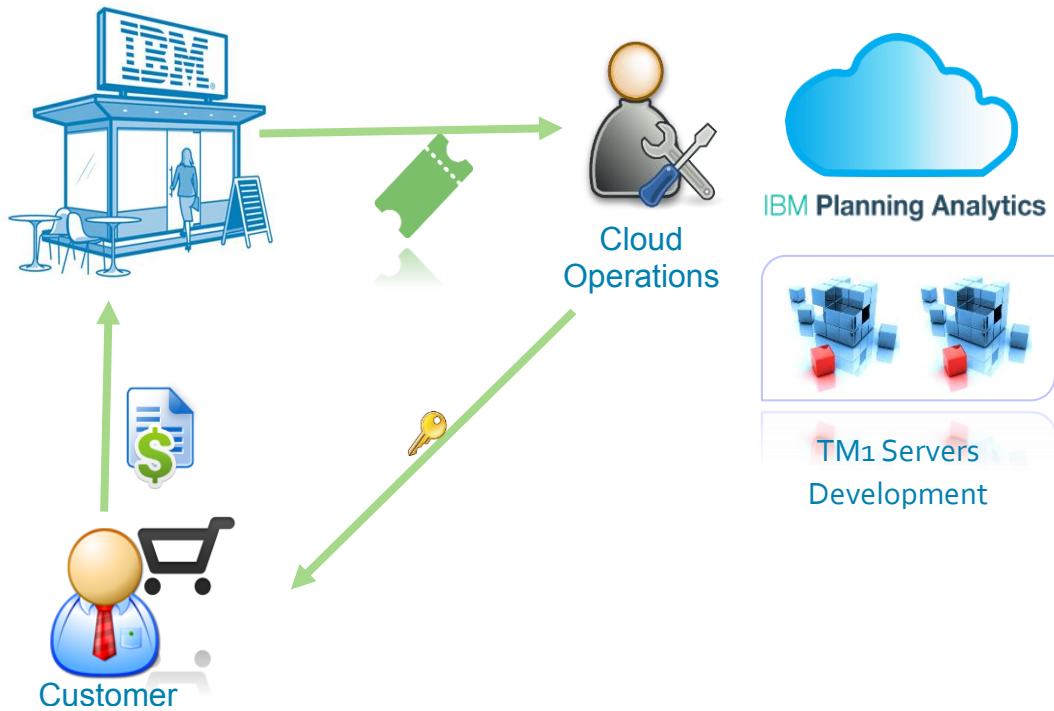 IBM
Cloud
Operations
IBM Planning Analytics
TM1 Servers
Development
Customer